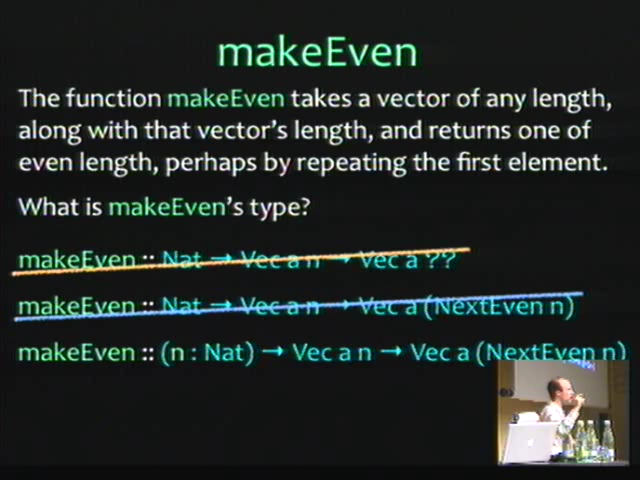 makeEven
The function makeEven takes a vector of any length,
along with that vector's length, and returns one of
even length, perhaps by repeating the first element.
What is makeEven's type?
makeEven :: Nat → Vec a n → Vec a ??
makeEven :: Nat → Vec a n → Vec a (NextEven n)
makeEven :: (n : Nat) → Vec a n → Vec a (NextEven n)